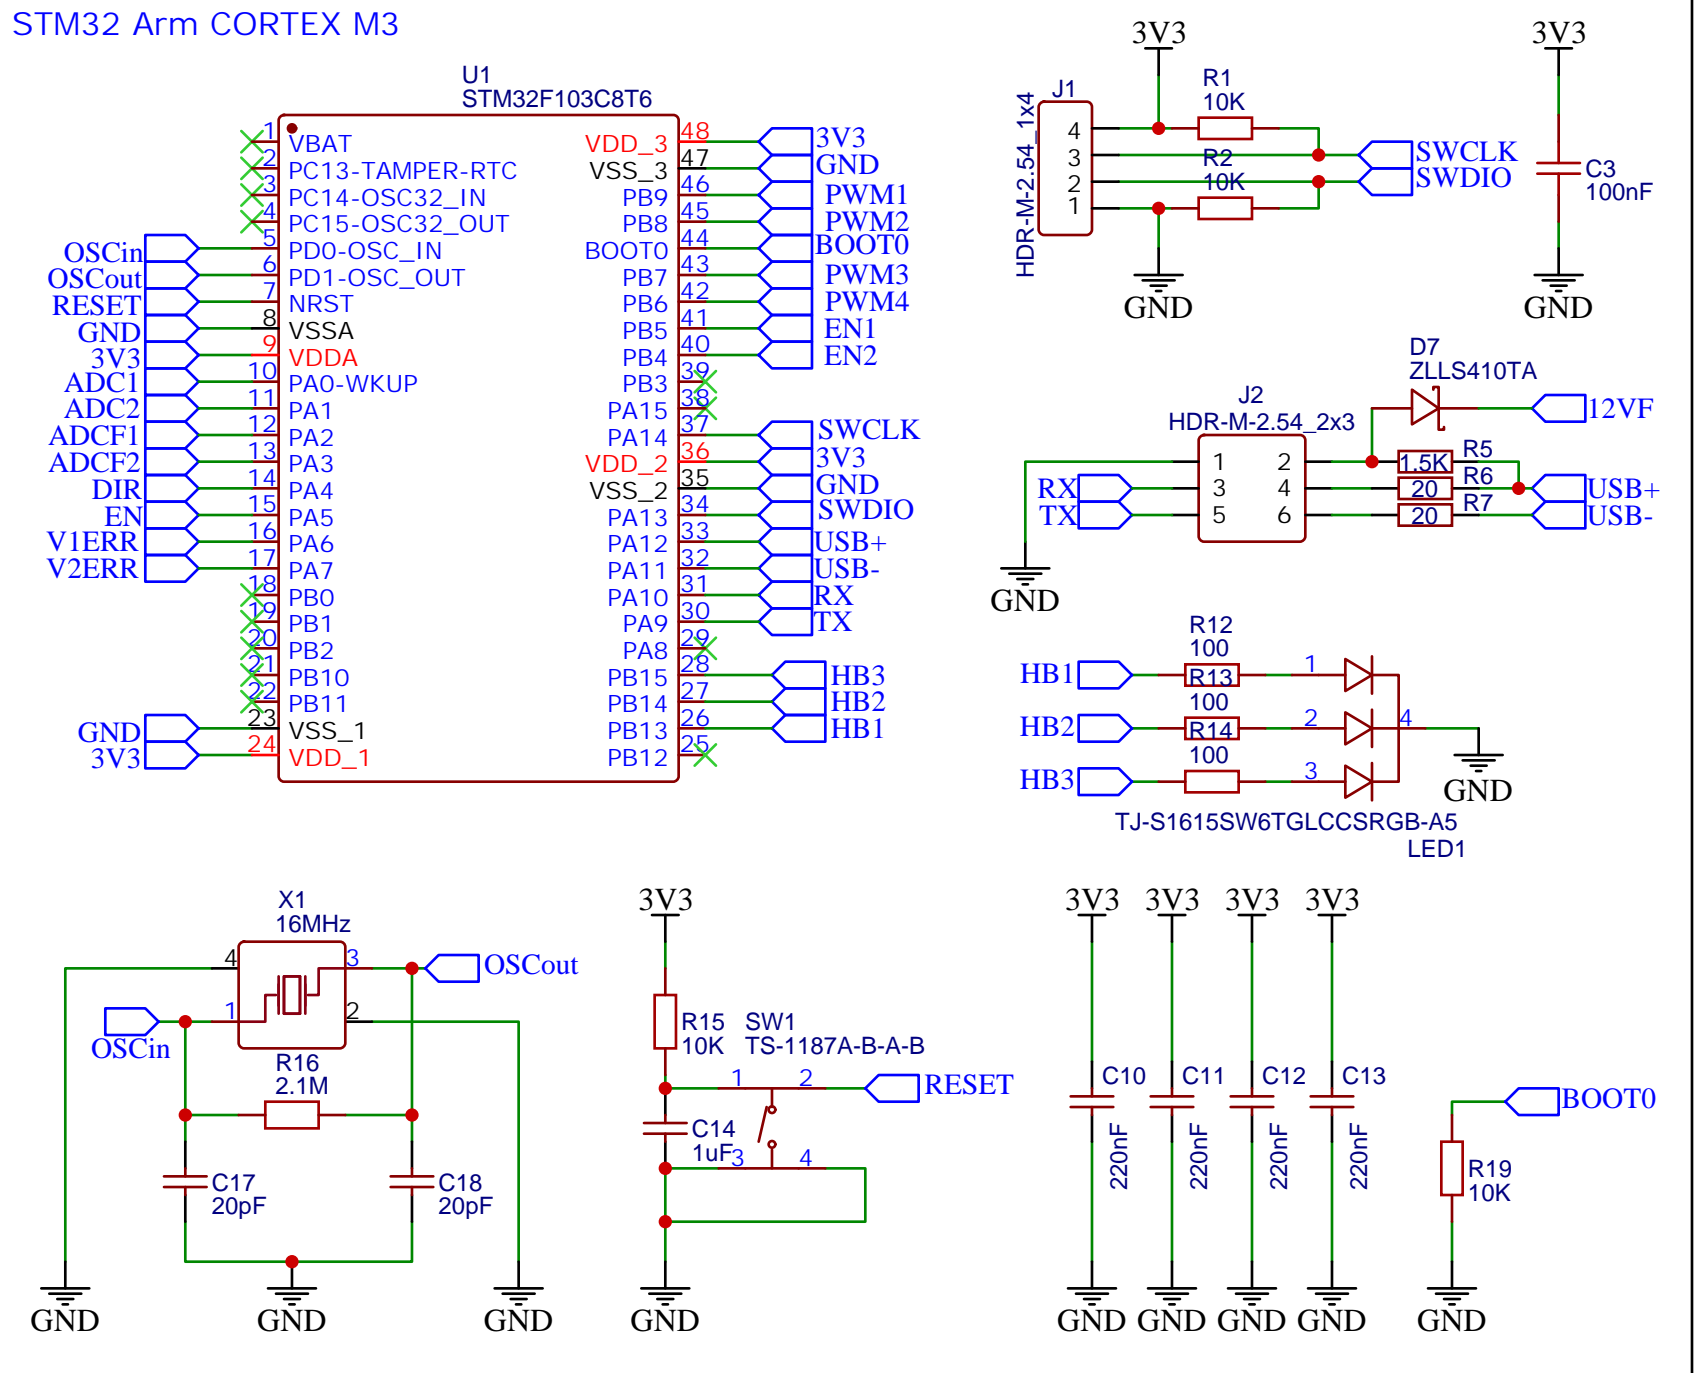 STM32 Arm CORTEX M3
U1
STM32F103C8T6
1 VBAT
2 PC13-TAMPER-RTC
3 PC14-OSC32_IN
4 PC15-OSC32_OUT
OSCin 5 PD0-OSC_IN
OSCout 6 PD1-OSC_OUT
RESET 7 NRST
GND 8 VSSA
3V3 9 VDDA
ADC1 10 PA0-WKUP
ADC2 11 PA1
ADCF1 12 PA2
ADCF2 13 PA3
DIR 14 PA4
EN 15 PA5
V1ERR 16 PA6
V2ERR 17 PA7
18 PB0
19 PB1
20 PB2
21 PB10
22 PB11
GND 23 VSS_1
3V3 24 VDD_1
VDD_3 48 3V3
VSS_3 47 GND
PB9 46 PWM1
PB8 45 PWM2
BOOT0 44 BOOT0
PB7 43 PWM3
PB6 42 PWM4
PB5 41 EN1
PB4 40 EN2
PB3 39
PA15 38
PA14 37 SWCLK
VDD_2 36 3V3
VSS_2 35 GND
PA13 34 SWDIO
PA12 33 USB+
PA11 32 USB-
PA10 31 RX
PA9 30 TX
PA8 29
PB15 28 HB3
PB14 27 HB2
PB13 26 HB1
PB12 25
3V3
J1
HDR-M-2.54_1x4
4
3
2
1
R1
10K
R2
10K
SWCLK
SWDIO
GND
3V3
C3
100nF
GND
D7
ZLLS410TA
12VF
J2
HDR-M-2.54_2x3
1 2
3 4
5 6
RX
TX
1.5K R5
20 R6
20 R7
USB+
USB-
GND
R12
100
R13
100
R14
100
HB1 1
HB2 2 4
HB3 3
GND
TJ-S1615SW6TGLCCSRGB-A5
LED1
X1
16MHz
4 3
OSCout
1 2
OSCin
R16
2.1M
C17
20pF
C18
20pF
GND GND GND
3V3
R15
10K
SW1
TS-1187A-B-A-B
1 2
RESET
C14
1uF
3 4
GND
3V3 3V3 3V3 3V3
C10 C11 C12 C13
220nF 220nF 220nF 220nF
GND GND GND GND
BOOT0
R19
10K
GND